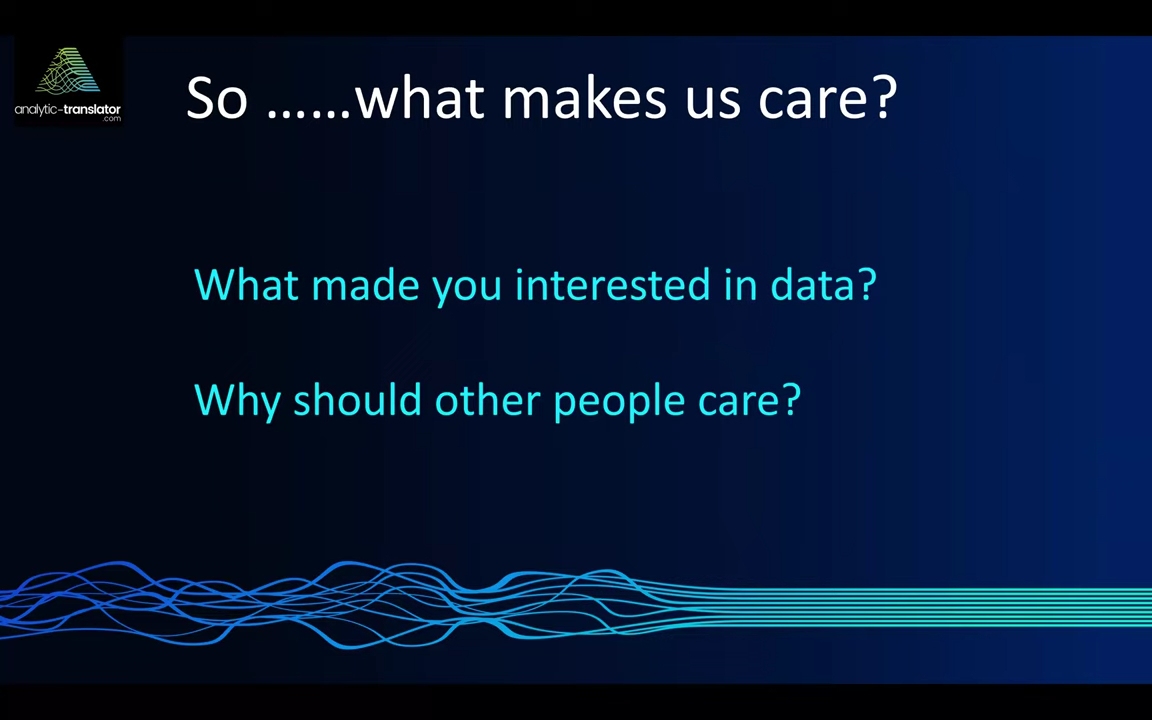 analytic-translator
.com
So ......what makes us care?
What made you interested in data?
Why should other people care?